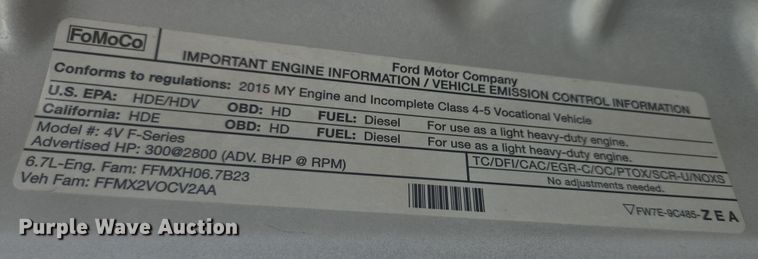 FoMoCo
Ford Motor Company
IMPORTANT ENGINE INFORMATION / VEHICLE EMISSION CONTROL INFORMATION
Conforms to regulations: 2015 MY Engine and Incomplete Class 4-5 Vocational Vehicle
U.S. EPA: HDE/HDV OBD: HD FUEL: Diesel For use as a light heavy-duty engine.
California: HDE OBD: HD FUEL: Diesel For use as a light heavy-duty engine.
Model #: 4V F-Series
Advertised HP: 300@2800 (ADV. BHP @ RPM)
TC/DFI/CAC/EGR-C/OC/PTOX/SCR-U/NOXS
6.7L-Eng. Fam: FFMXH06.7B23
No adjustments needed.
Veh Fam: FFMX2VOCV2AA
▽FW7E-9C485-ZEA
Purple Wave Auction